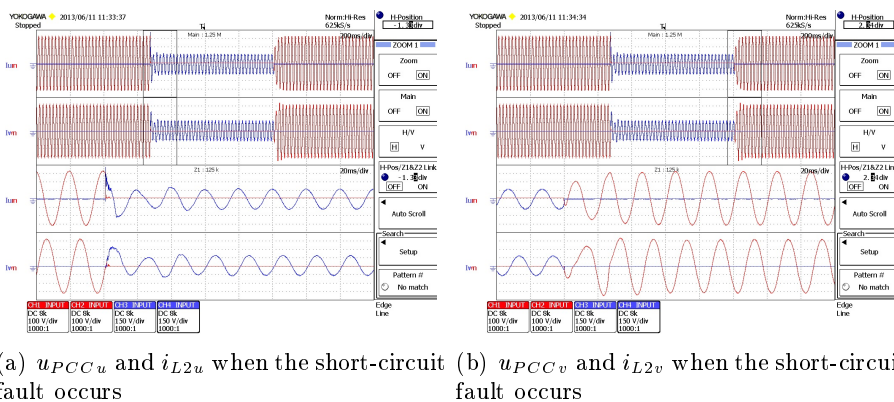 YOKOGAWA 2013/06/11 11:33:37 Norm:Hi-Res
Stopped 625kS/s
Main : 1.25 M 200ms/div
Z1 : 125 k 20ms/div
H-Position
ZOOM 1
Zoom
OFF ON
Main
OFF ON
H/V
H V
H-Pos/Z1&Z2 Link
OFF ON
Auto Scroll
Search
Setup
Pattern #
No match
CH1 INPUT CH2 INPUT CH3 INPUT CH4 INPUT
DC 8k DC 8k DC 8k DC 8k
100 V/div 100 V/div 150 V/div 150 V/div
1000:1 1000:1 1000:1 1000:1
Edge
Line
YOKOGAWA 2013/06/11 11:34:34 Norm:Hi-Res
Stopped 625kS/s
Main : 1.25 M 200ms/div
Z1 : 125 k 20ms/div
H-Position
ZOOM 1
Zoom
OFF ON
Main
OFF ON
H/V
H V
H-Pos/Z1&Z2 Link
OFF ON
Auto Scroll
Search
Setup
Pattern #
No match
CH1 INPUT CH2 INPUT CH3 INPUT CH4 INPUT
DC 8k DC 8k DC 8k DC 8k
100 V/div 100 V/div 150 V/div 150 V/div
1000:1 1000:1 1000:1 1000:1
Edge
Line
(a) u_PCCu and i_L2u when the short-circuit
fault occurs
(b) u_PCCv and i_L2v when the short-circui
fault occurs